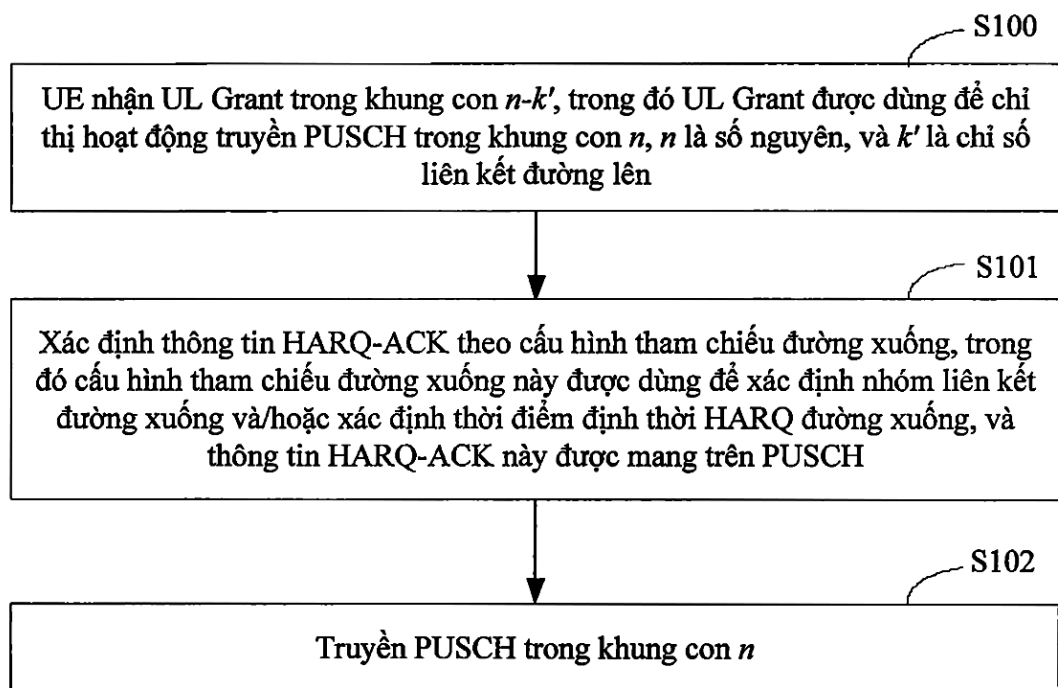 S100
UE nhận UL Grant trong khung con n-k', trong đó UL Grant được dùng để chỉ
thị hoạt động truyền PUSCH trong khung con n, n là số nguyên, và k' là chỉ số
liên kết đường lên
S101
Xác định thông tin HARQ-ACK theo cấu hình tham chiếu đường xuống, trong
đó cấu hình tham chiếu đường xuống này được dùng để xác định nhóm liên kết
đường xuống và/hoặc xác định thời điểm định thời HARQ đường xuống, và
thông tin HARQ-ACK này được mang trên PUSCH
S102
Truyền PUSCH trong khung con n